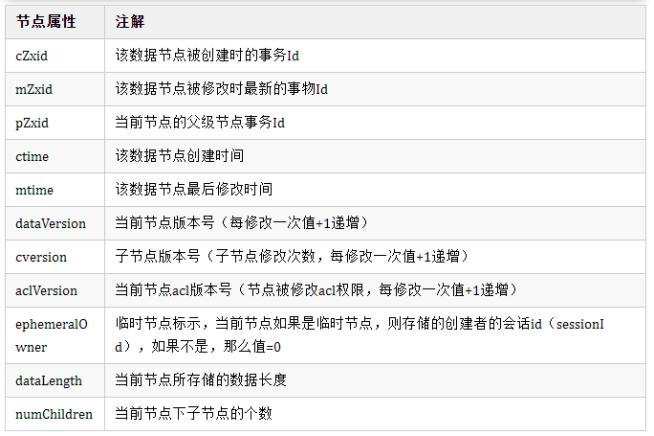 节点属性 注解
cZxid 该数据节点被创建时的事务Id
mZxid 该数据节点被修改时最新的事物Id
pZxid 当前节点的父级节点事务Id
ctime 该数据节点创建时间
mtime 该数据节点最后修改时间
dataVersion 当前节点版本号（每修改一次值+1递增）
cversion 子节点版本号（子节点修改次数，每修改一次值+1递增）
aclVersion 当前节点acl版本号（节点被修改acl权限，每修改一次值+1递增）
ephemeralO 临时节点标示，当前节点如果是临时节点，则存储的创建者的会话id（sessionI
wner d），如果不是，那么值=0
dataLength 当前节点所存储的数据长度
numChildren 当前节点下子节点的个数